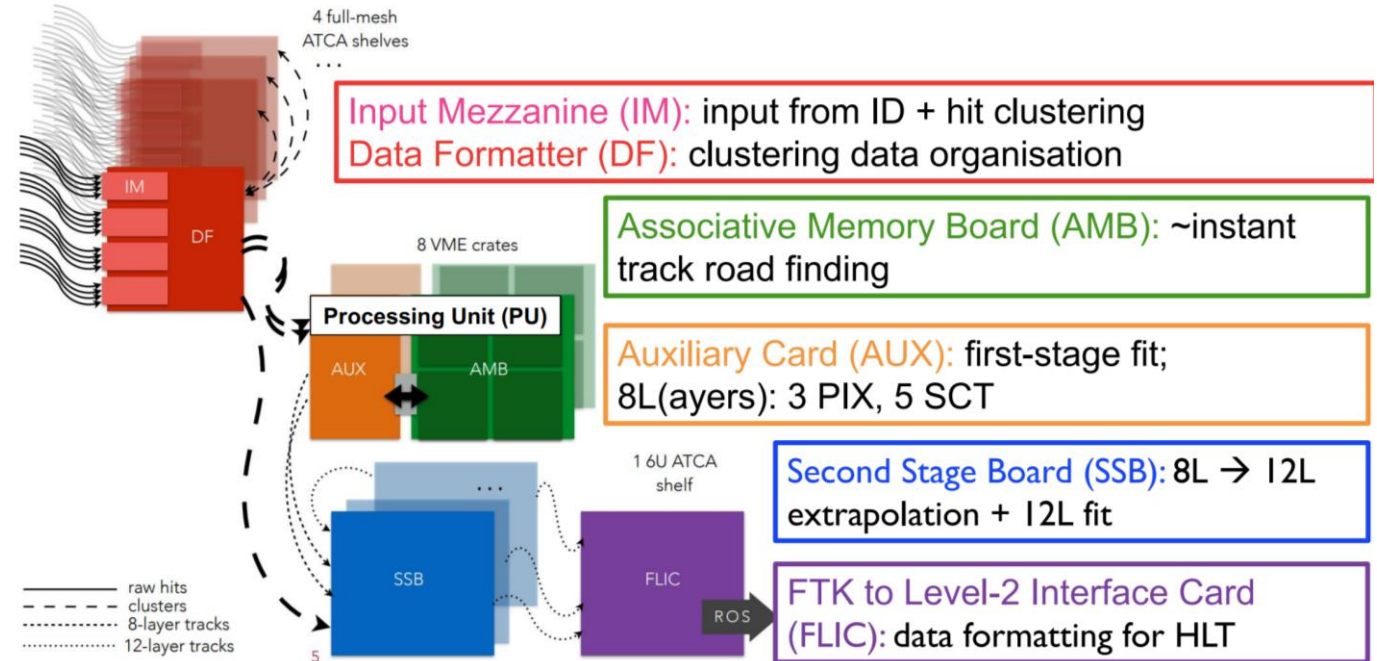 4 full-mesh
ATCA shelves
...
Input Mezzanine (IM): input from ID + hit clustering
Data Formatter (DF): clustering data organisation
IM
DF
8 VME crates
Associative Memory Board (AMB): ~instant
track road finding
Processing Unit (PU)
AUX
AMB
Auxiliary Card (AUX): first-stage fit;
8L(ayers): 3 PIX, 5 SCT
1 6U ATCA
shelf
...
Second Stage Board (SSB): 8L → 12L
extrapolation + 12L fit
SSB
FLIC
ROS
FTK to Level-2 Interface Card
(FLIC): data formatting for HLT
raw hits
clusters
8-layer tracks
12-layer tracks
5